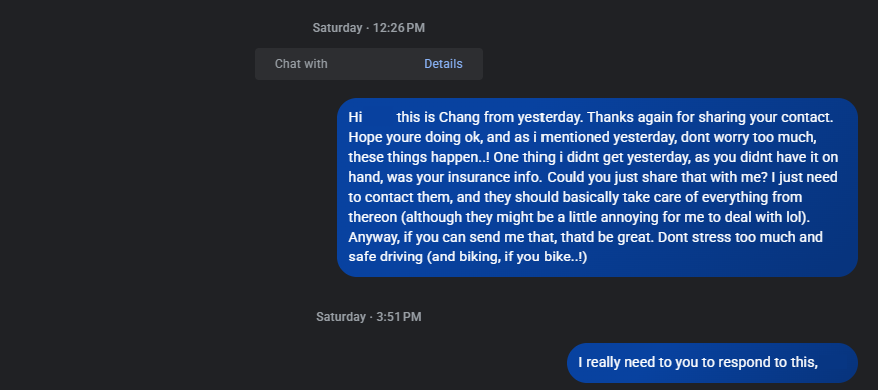 Saturday · 12:26 PM
Chat with Details
Hi this is Chang from yesterday. Thanks again for sharing your contact.
Hope youre doing ok, and as i mentioned yesterday, dont worry too much,
these things happen..! One thing i didnt get yesterday, as you didnt have it on
hand, was your insurance info. Could you just share that with me? I just need
to contact them, and they should basically take care of everything from
thereon (although they might be a little annoying for me to deal with lol).
Anyway, if you can send me that, thatd be great. Dont stress too much and
safe driving (and biking, if you bike..!)
Saturday · 3:51 PM
I really need to you to respond to this,